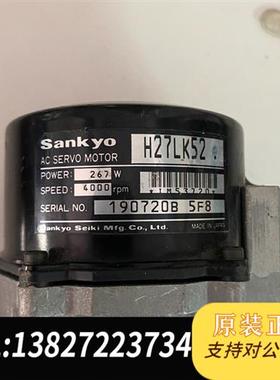 Sankyo
AC SERVO MOTOR
H27LK52
POWER: 267 W
SPEED: 4000 rpm
*IM53720*
SERIAL NO. 190720B 5F8
Sankyo Seiki Mfg. Co., Ltd.
MADE IN JAPAN
:13827223734
原装正
支持对公